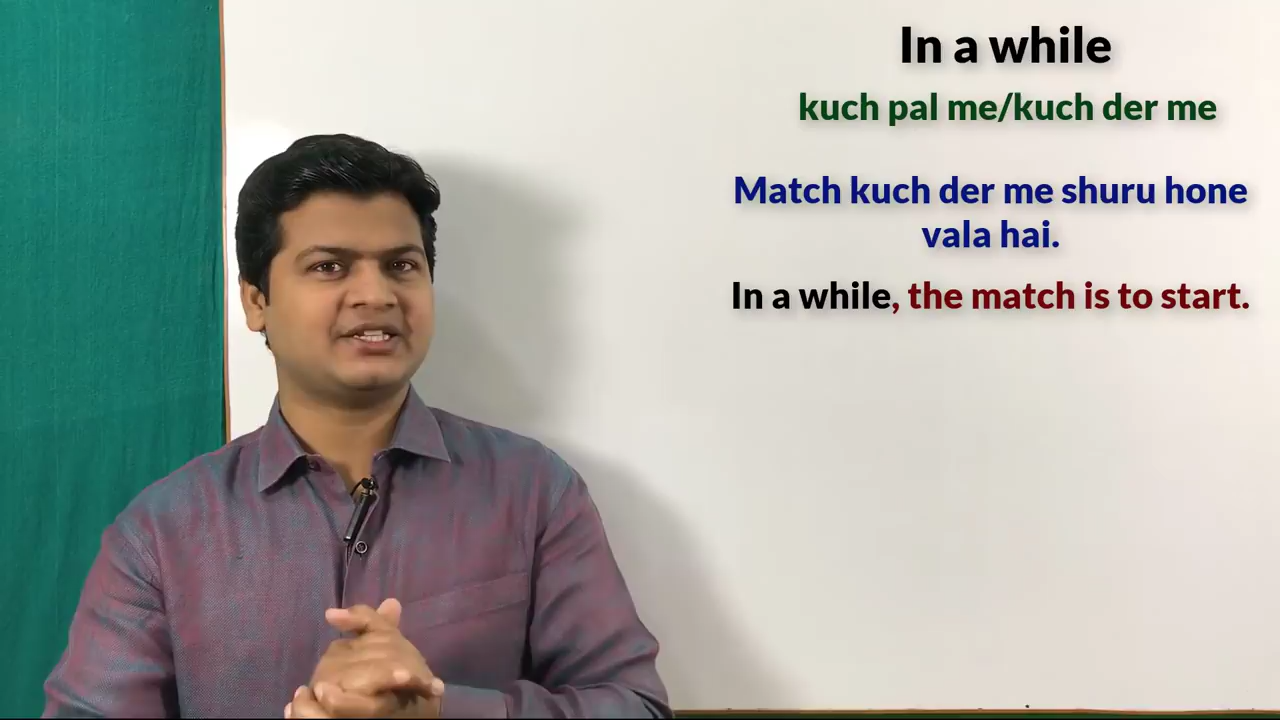 In a while
kuch pal me/kuch der me
Match kuch der me shuru hone
vala hai.
In a while, the match is to start.